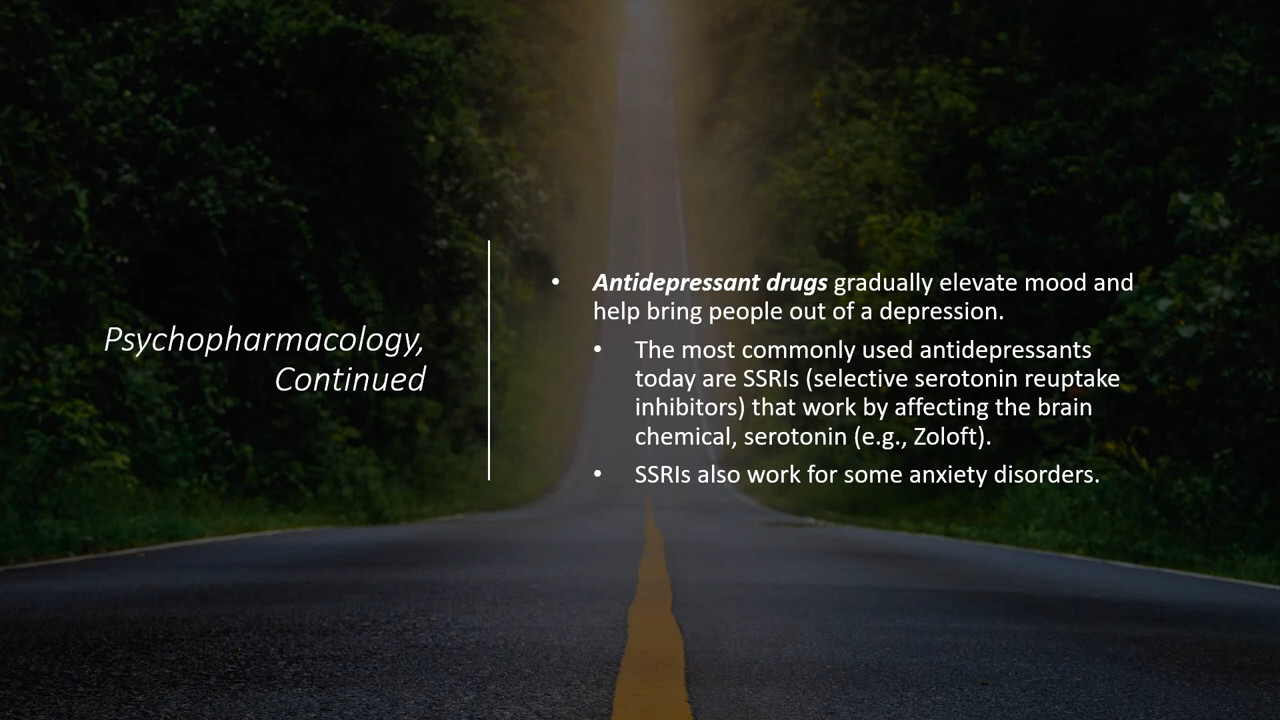 Psychopharmacology,
Continued
• Antidepressant drugs gradually elevate mood and
help bring people out of a depression.
• The most commonly used antidepressants
today are SSRIs (selective serotonin reuptake
inhibitors) that work by affecting the brain
chemical, serotonin (e.g., Zoloft).
• SSRIs also work for some anxiety disorders.